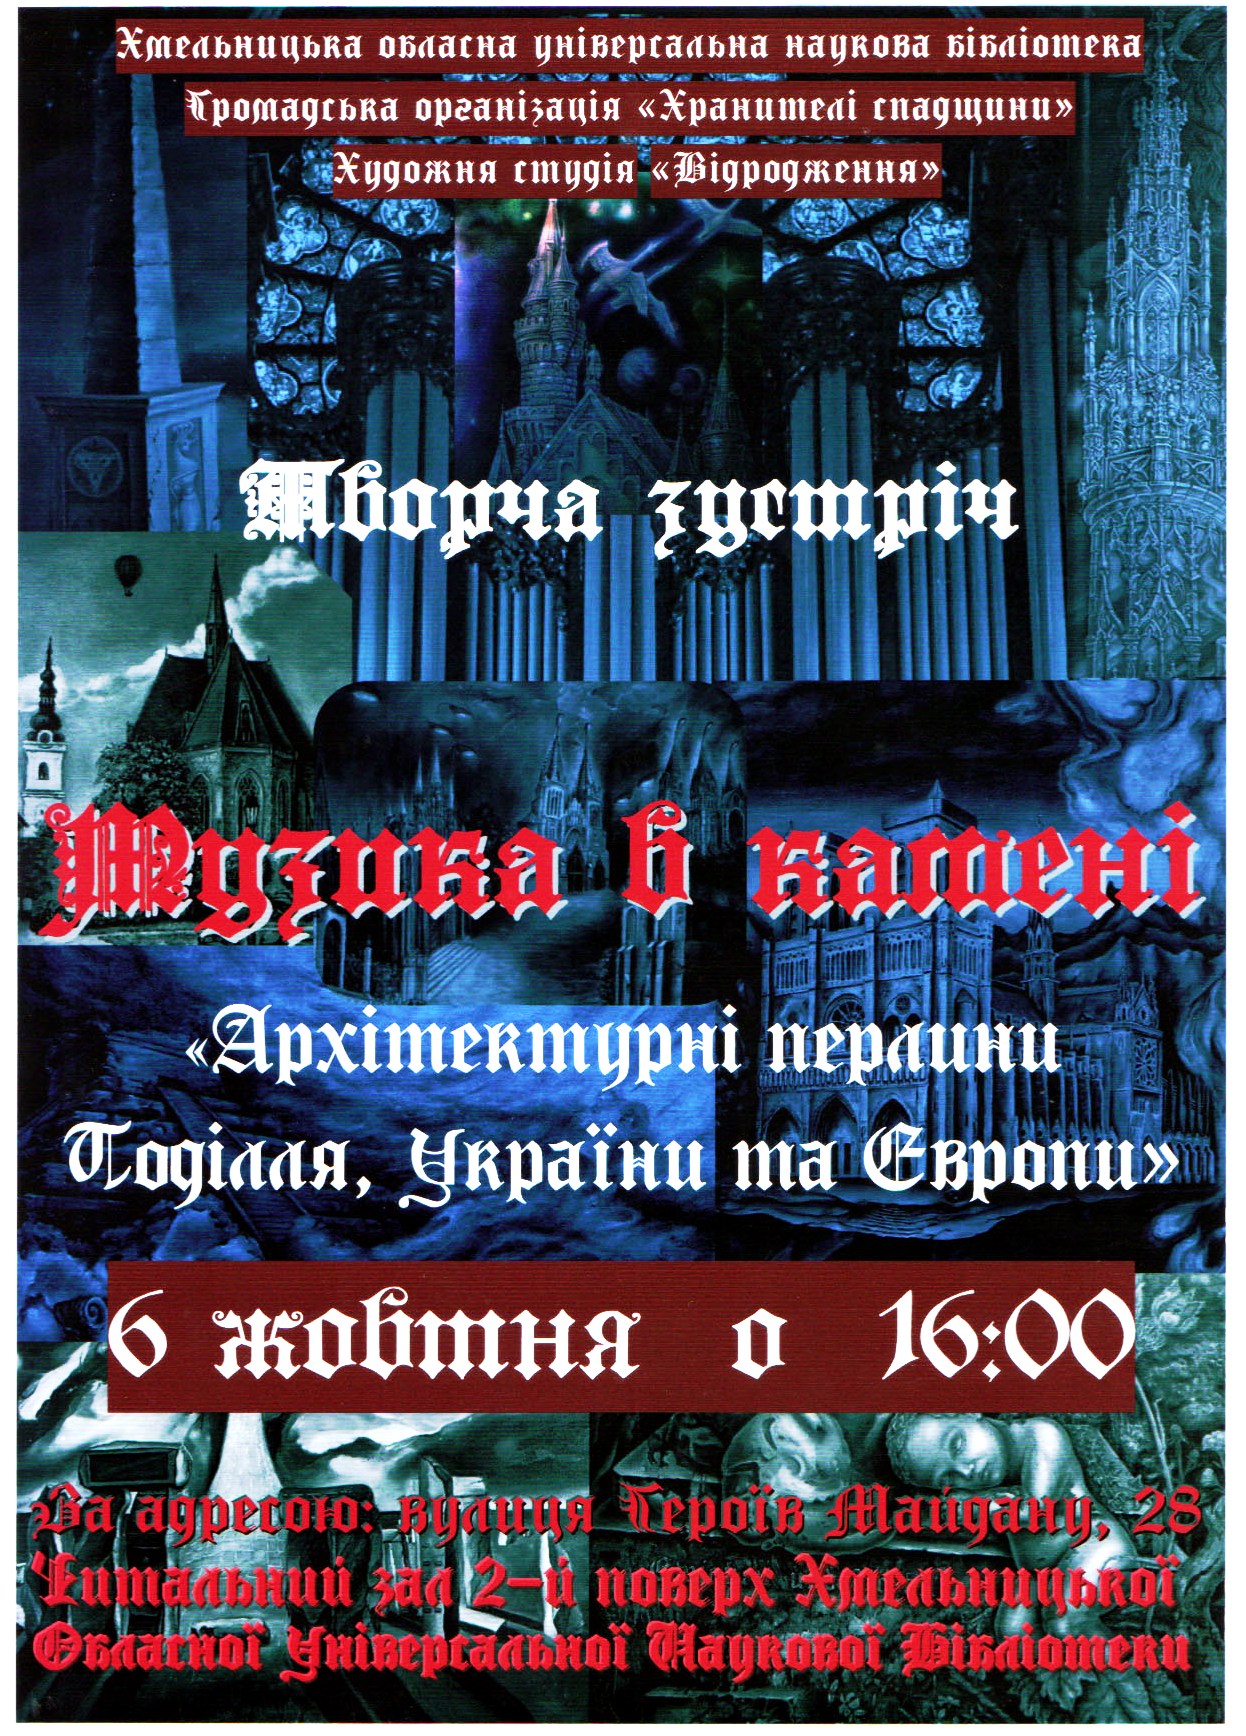 Хмельницька обласна універсальна наукова бібліотека
Громадська організація «Хранителі спадщини»
Художня студія «Відродження»
Творча зустріч
Музика в камені
«Архітектурні перлини
Поділля, України та Європи»
6 жовтня о 16:00
За адресою: вулиця Героїв Майдану, 28
Читальний зал 2-й поверх Хмельницької
Обласної Універсальної Наукової Бібліотеки